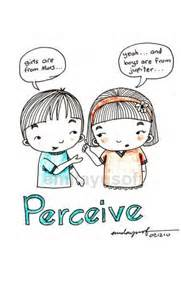 girls are
from Mars...
yeah... and
boys are from
jupiter...
Perceive